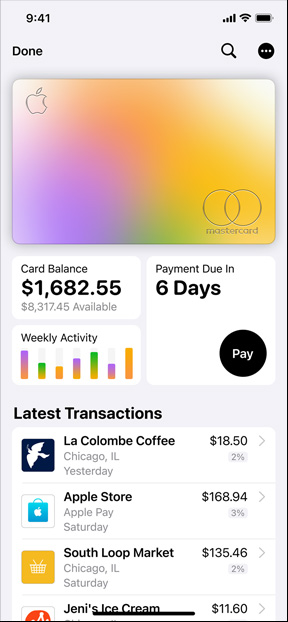 9:41
Done
mastercard
Card Balance
$1,682.55
$8,317.45 Available
Payment Due In
6 Days
Weekly Activity
Pay
Latest Transactions
La Colombe Coffee $18.50
Chicago, IL 2%
Yesterday
Apple Store $168.94
Apple Pay 3%
Saturday
South Loop Market $135.46
Chicago, IL 2%
Saturday
Jeni's Ice Cream $11.60